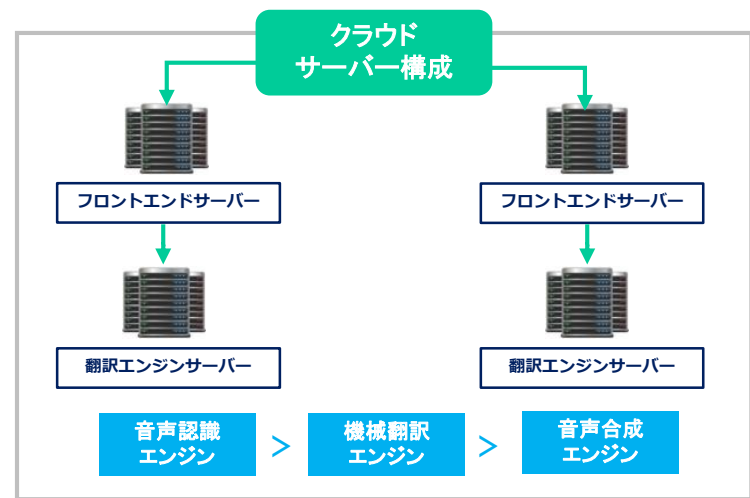 クラウド
サーバー構成
フロントエンドサーバー
フロントエンドサーバー
翻訳エンジンサーバー
翻訳エンジンサーバー
音声認識
エンジン
>
機械翻訳
エンジン
>
音声合成
エンジン